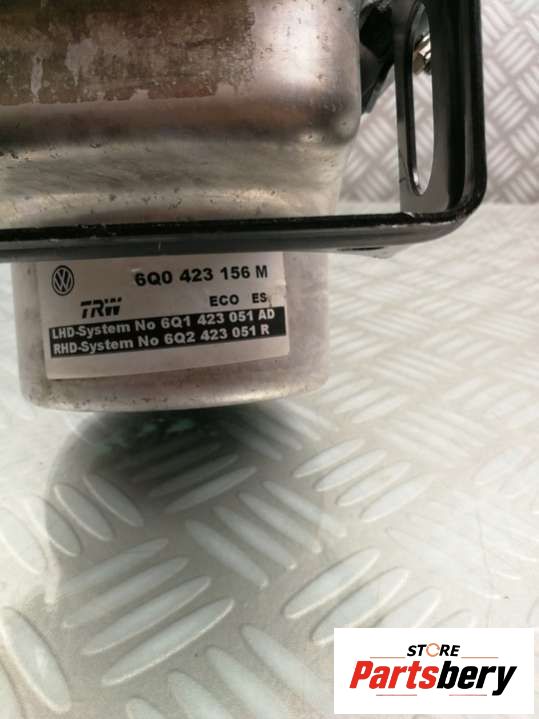 6Q0 423 156 M
TRW
ECO ES
LHD-System No 6Q1 423 051 AD
RHD-System No 6Q2 423 051 R
STORE
Partsbery